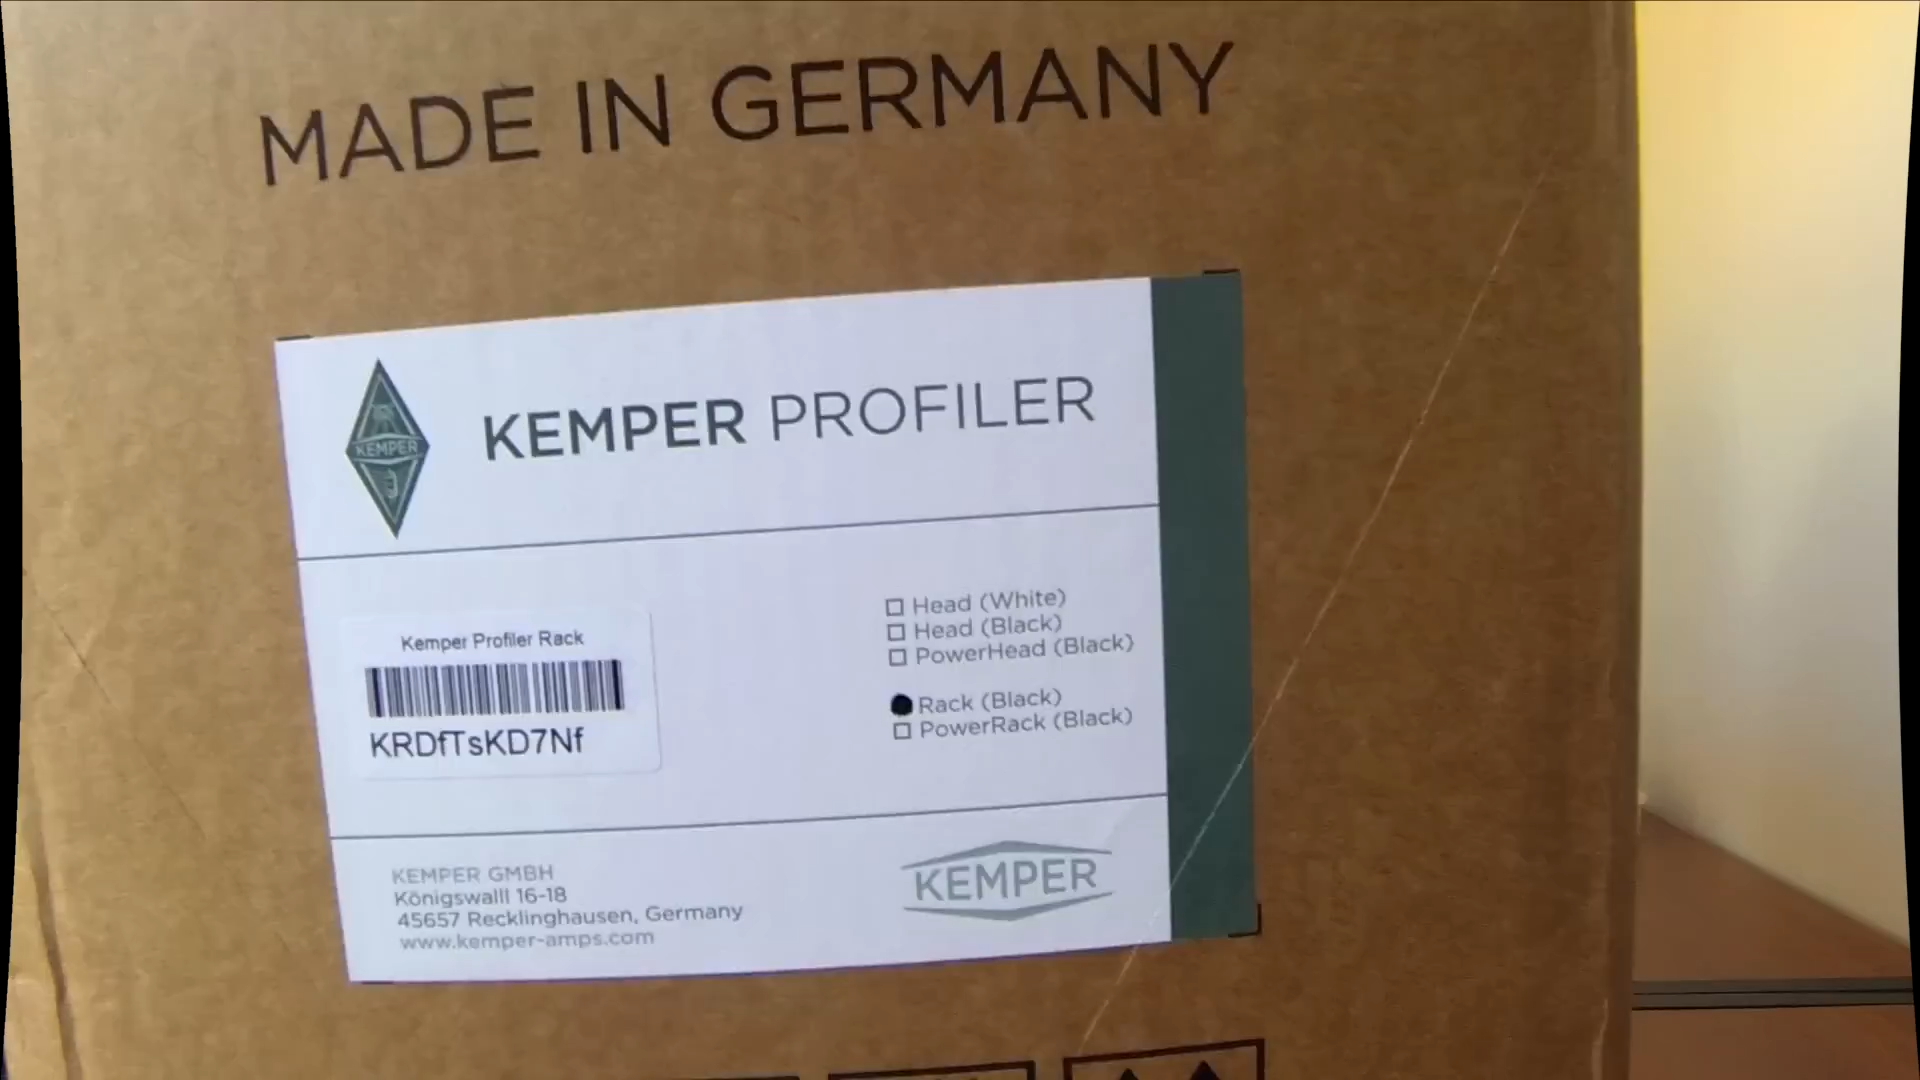 MADE IN GERMANY
KEMPER
KEMPER PROFILER
Kemper Profiler Rack
KRDfTsKD7Nf
Head (White)
Head (Black)
PowerHead (Black)
Rack (Black)
PowerRack (Black)
KEMPER GMBH
Königswalll 16-18
45657 Recklinghausen, Germany
www.kemper-amps.com
KEMPER